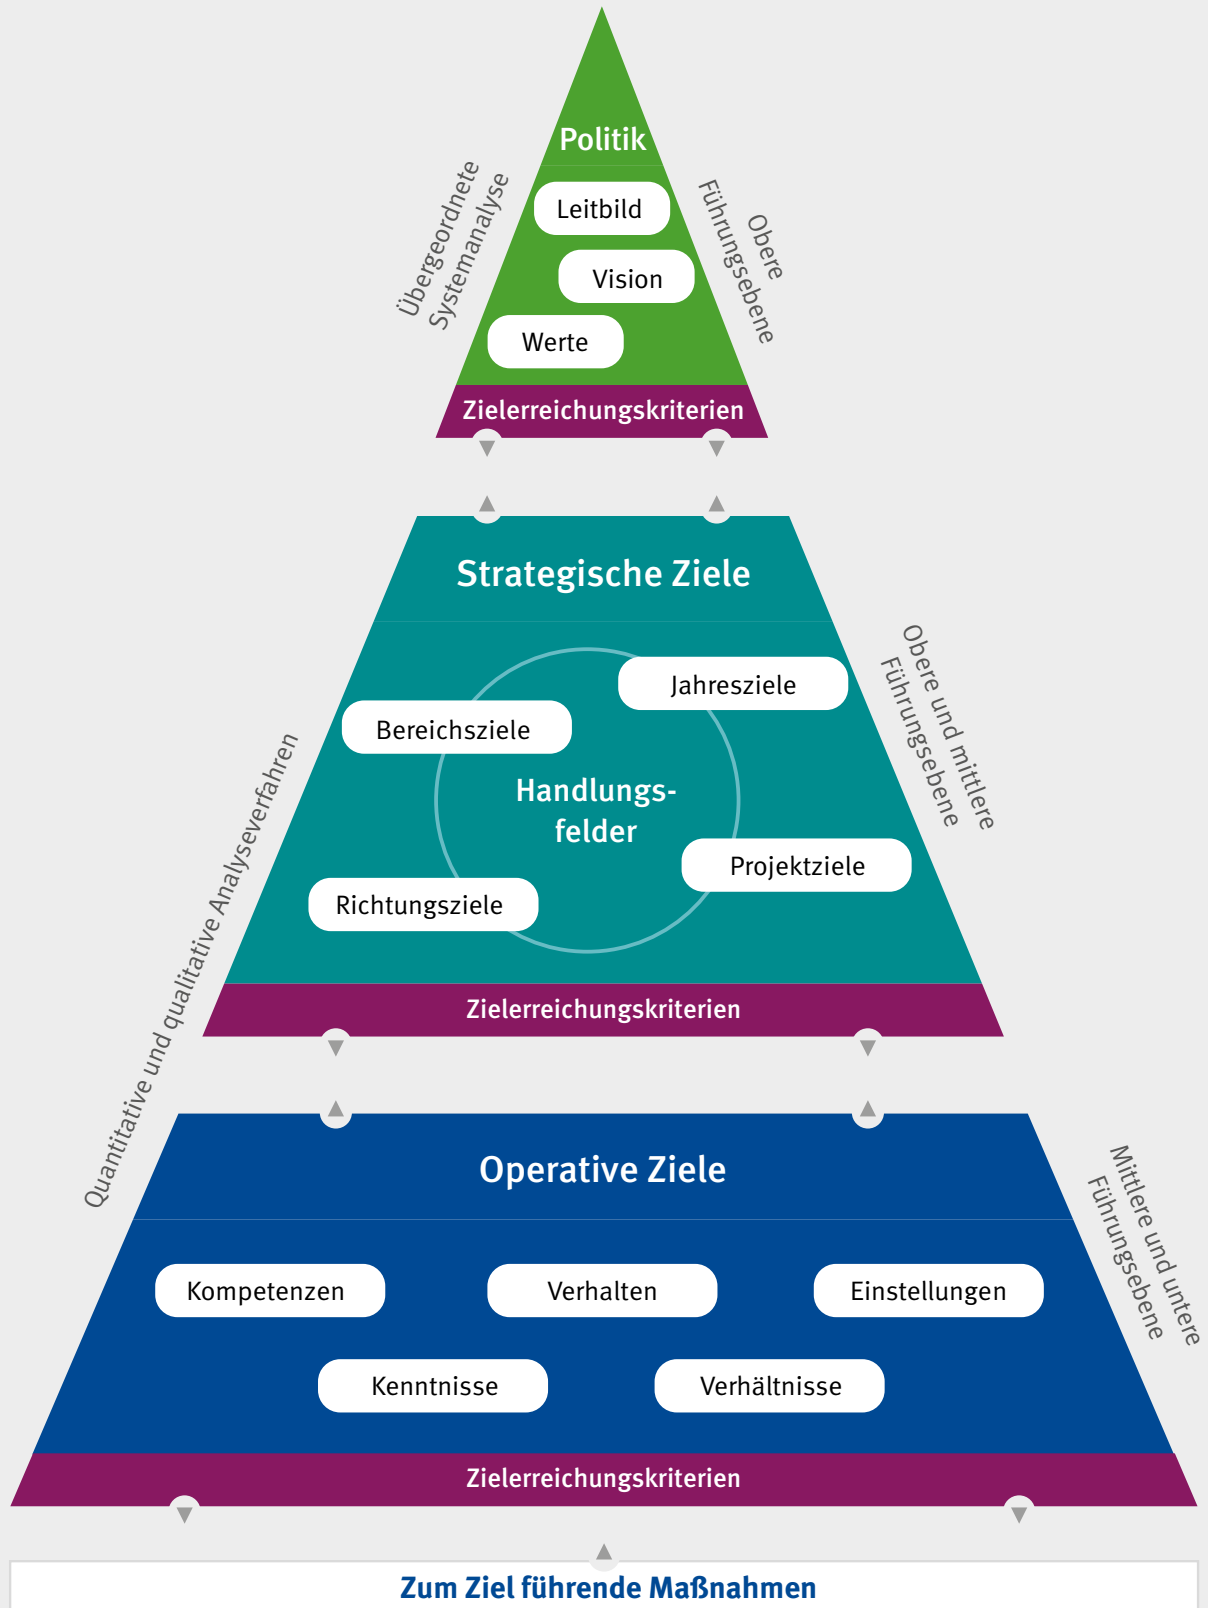 Politik
Übergeordnete
Systemanalyse
Obere
Führungsebene
Leitbild
Vision
Werte
Zielerreichungskriterien
Strategische Ziele
Obere und mittlere
Führungsebene
Jahresziele
Bereichsziele
Handlungs-
felder
Projektziele
Richtungsziele
Quantitative und qualitative Analyseverfahren
Zielerreichungskriterien
Operative Ziele
Mittlere und untere
Führungsebene
Kompetenzen
Verhalten
Einstellungen
Kenntnisse
Verhältnisse
Zielerreichungskriterien
Zum Ziel führende Maßnahmen